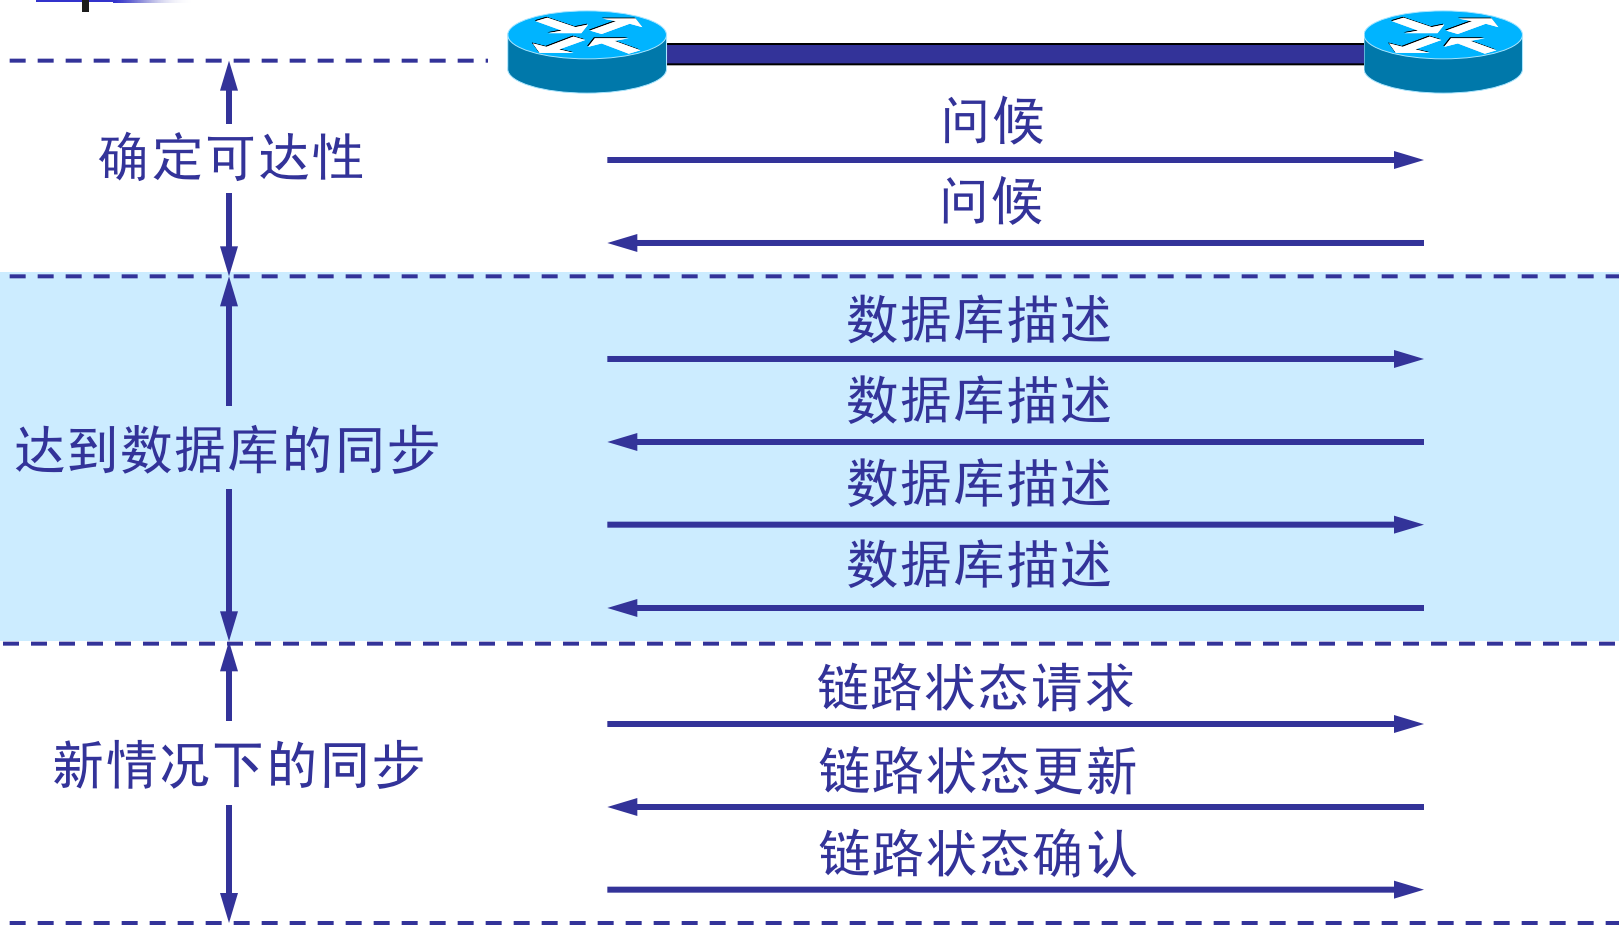 问候
确定可达性
问候
数据库描述
数据库描述
达到数据库的同步
数据库描述
数据库描述
链路状态请求
新情况下的同步
链路状态更新
链路状态确认